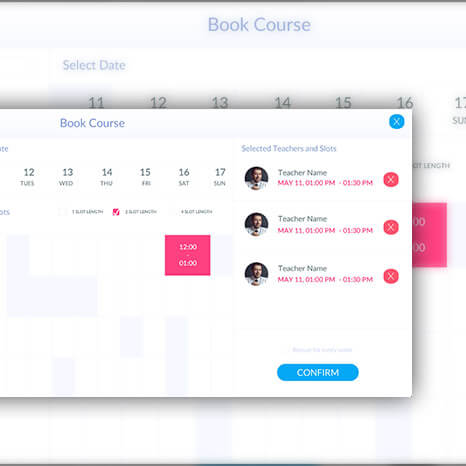 Book Course
Select Date
11 12 13 14 15 16 17
SUN
Book Course
X
ate
12 13 14 15 16 17
TUES WED THU FRI SAT SUN
ots
1 SLOT LENGTH 2 SLOT LENGTH 4 SLOT LENGTH
12:00
-
01:00
Selected Teachers and Slots
Teacher Name
MAY 11, 01:00 PM - 01:30 PM
X
Teacher Name
MAY 11, 01:00 PM - 01:30 PM
X
Teacher Name
MAY 11, 01:00 PM - 01:30 PM
X
CONFIRM
SLOT LENGTH
:00
00